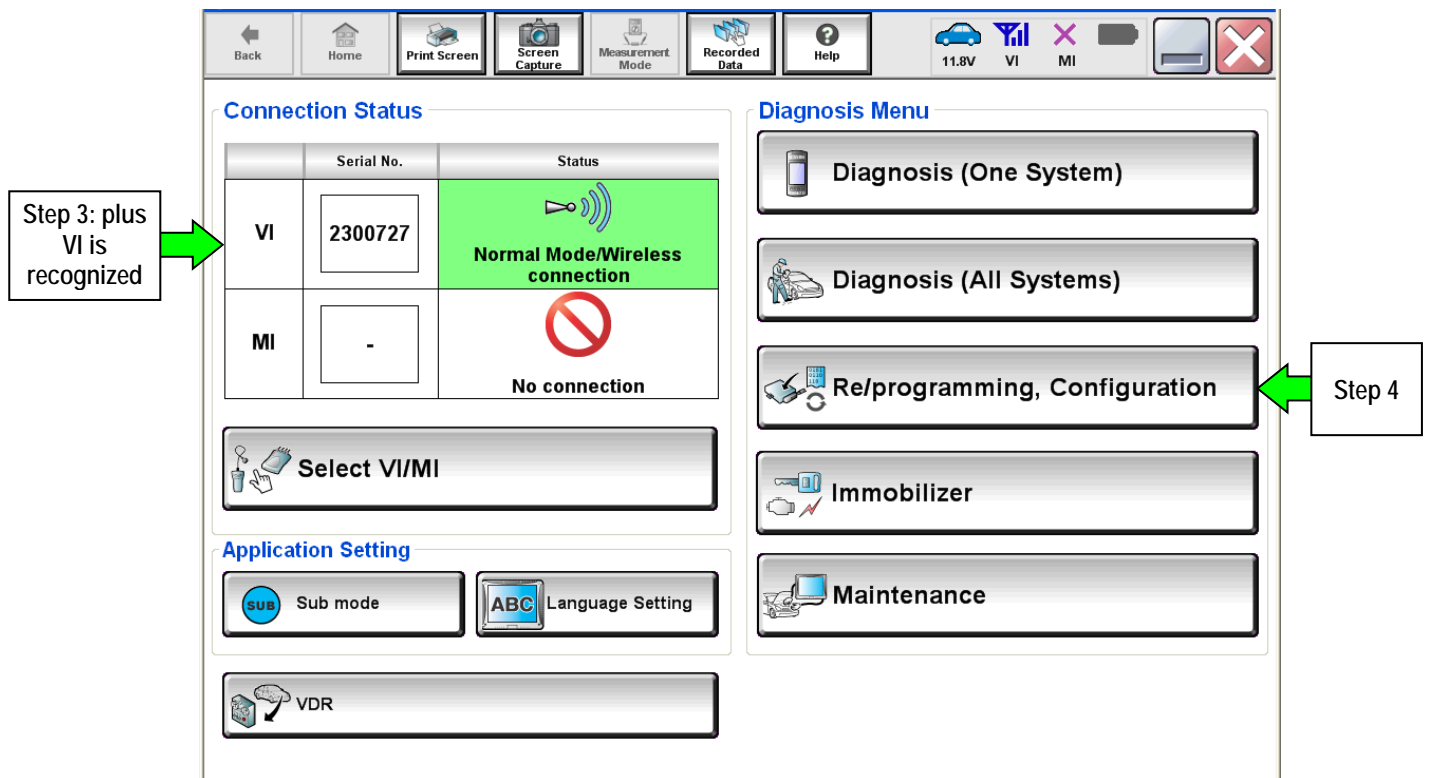 Back
Home
Print Screen
Screen
Capture
Measurement
Mode
Recorded
Data
Help
11.8V
VI
MI
Connection Status
Serial No.
Status
VI
2300727
Normal Mode/Wireless
connection
MI
-
No connection
Select VI/MI
Application Setting
SUB
Sub mode
ABC
Language Setting
VDR
Diagnosis Menu
Diagnosis (One System)
Diagnosis (All Systems)
Re/programming, Configuration
Immobilizer
Maintenance
Step 3: plus
VI is
recognized
Step 4